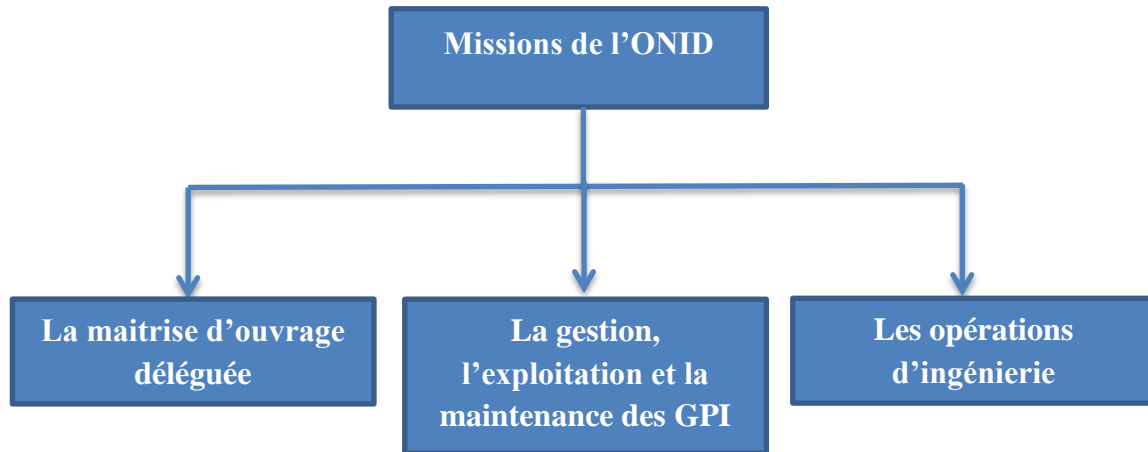 Missions de l’ONID
La maitrise d’ouvrage
déléguée
La gestion,
l’exploitation et la
maintenance des GPI
Les opérations
d’ingénierie